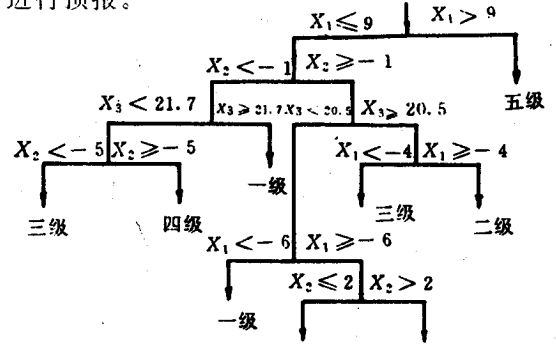 进行预报。
X₁≤9 X₁>9
X₂<-1 X₂≥-1
五级
X₃<21.7 X₃≥21.7 X₃<20.5 X₃≥20.5
X₂<-5 X₂≥-5 X₁<-4 X₁≥-4
一级
三级 四级 三级 二级
X₁<-6 X₁≥-6
X₂≤2 X₂>2
一级